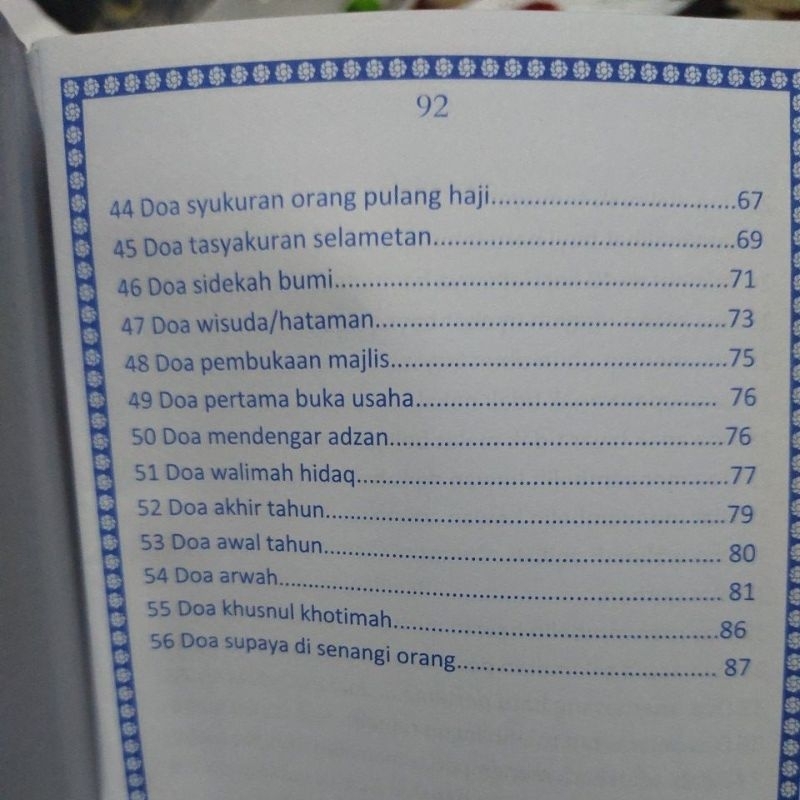 92
44 Doa syukuran orang pulang haji..................................67
45 Doa tasyakuran selametan..........................................69
46 Doa sidekah bumi.......................................................71
47 Doa wisuda/hataman..................................................73
48 Doa pembukaan majlis...............................................75
49 Doa pertama buka usaha.......................................... 76
50 Doa mendengar adzan...............................................76
51 Doa walimah hidaq....................................................77
52 Doa akhir tahun.........................................................79
53 Doa awal tahun......................................................... 80
54 Doa arwah................................................................ 81
55 Doa khusnul khotimah...............................................86
56 Doa supaya di senangi orang..................................... 87